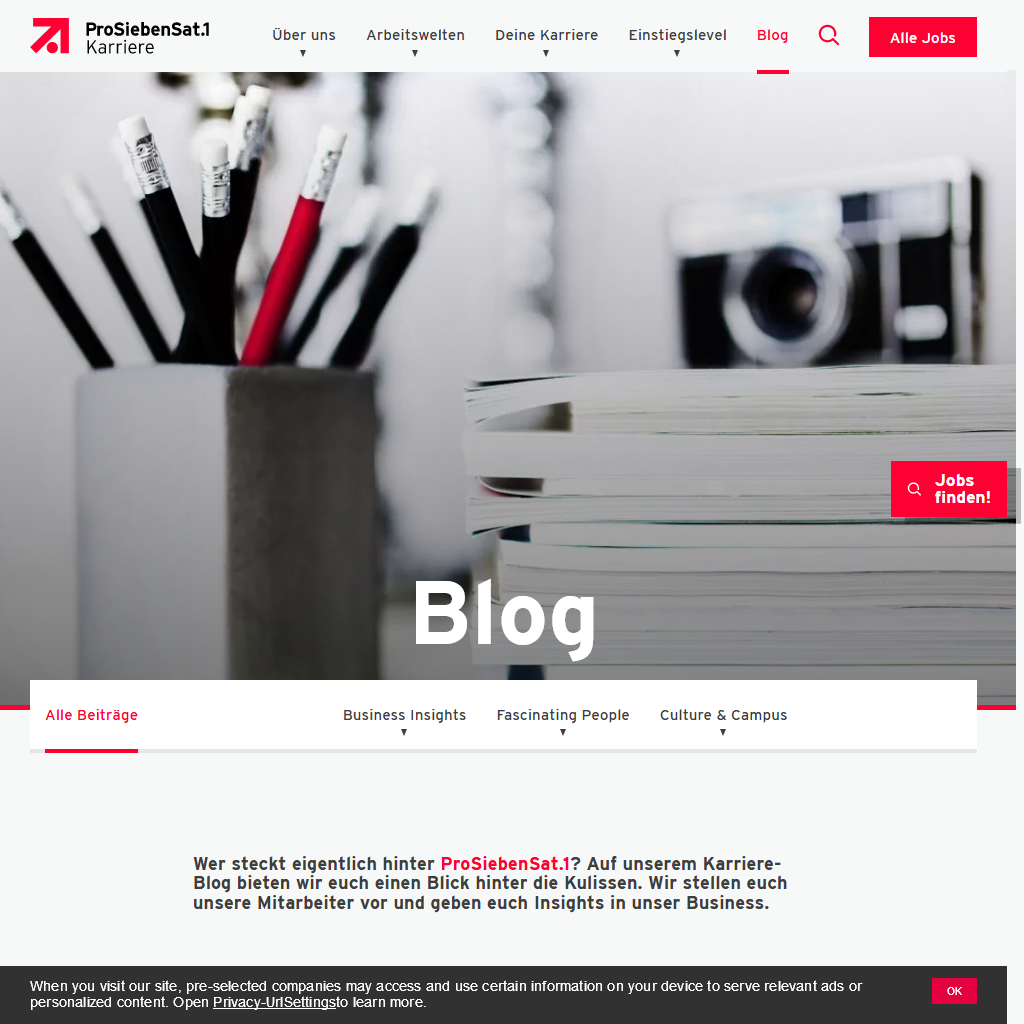 ProSiebenSat.1
Karriere
Über uns
Arbeitswelten
Deine Karriere
Einstiegslevel
Blog
Alle Jobs
Jobs
finden!
Blog
Alle Beiträge
Business Insights
Fascinating People
Culture & Campus
Wer steckt eigentlich hinter ProSiebenSat.1? Auf unserem Karriere-
Blog bieten wir euch einen Blick hinter die Kulissen. Wir stellen euch
unsere Mitarbeiter vor und geben euch Insights in unser Business.
When you visit our site, pre-selected companies may access and use certain information on your device to serve relevant ads or
personalized content. Open Privacy-UrlSettingsto learn more.
OK